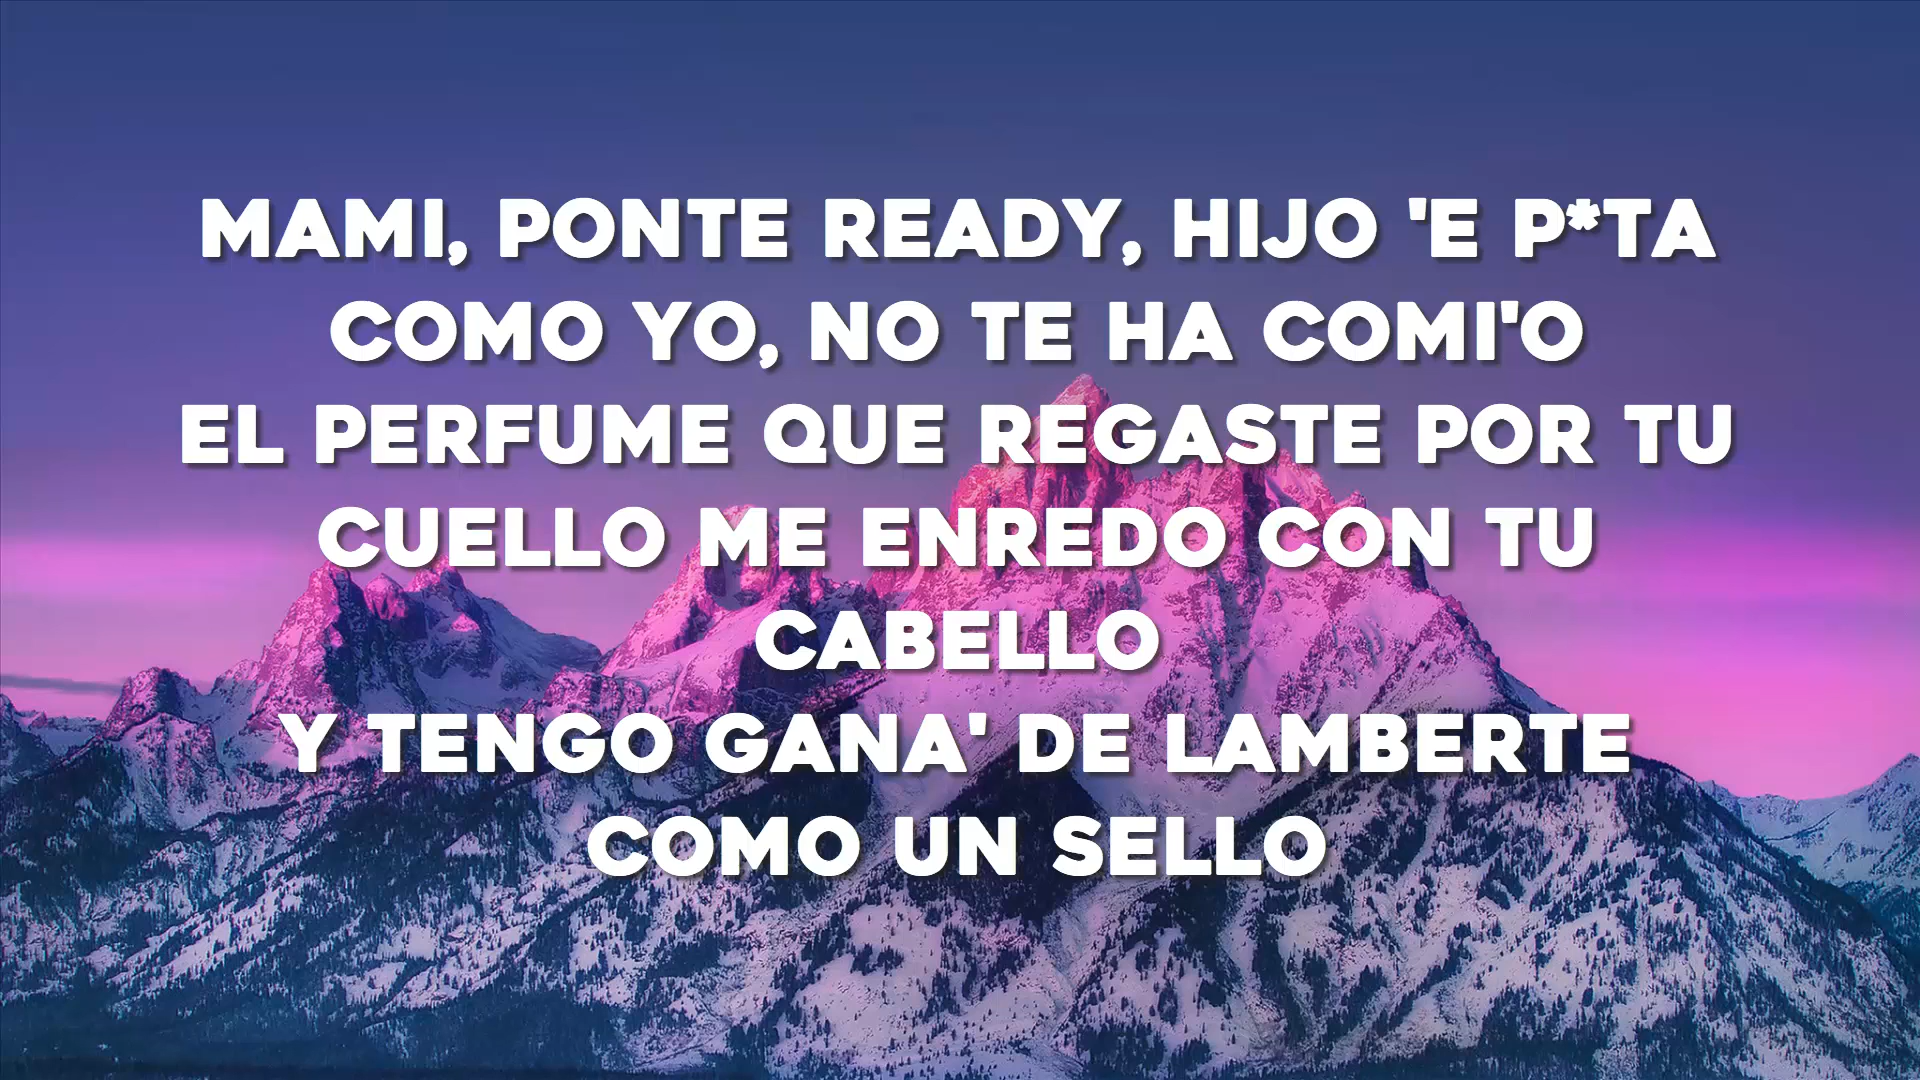 MAMI, PONTE READY, HIJO 'E P*TA
COMO YO, NO TE HA COMI'O
EL PERFUME QUE REGASTE POR TU
CUELLO ME ENREDO CON TU
CABELLO
Y TENGO GANA' DE LAMBERTE
COMO UN SELLO